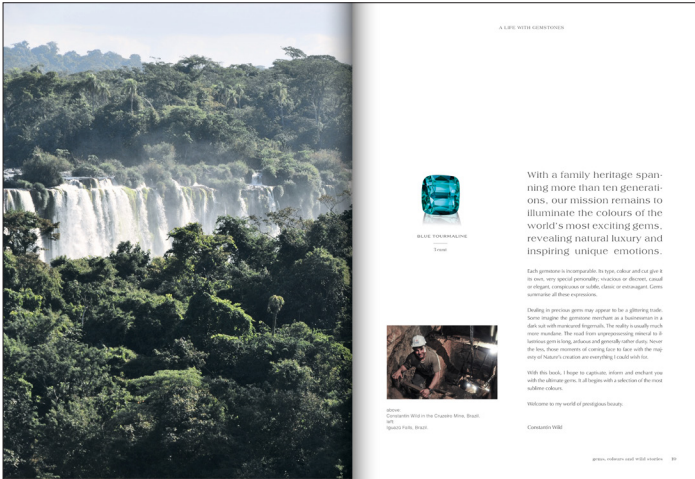 A LIFE WITH GEMSTONES
BLUE TOURMALINE
With a family heritage span-
ning more than ten generati-
ons, our mission remains to
illuminate the colours of the
world's most exciting gems,
revealing natural luxury and
inspiring unique emotions.
Each gemstone is incomparable. Its type, colour and cut give it
its own, very special personality: vivacious or discreet, casual
or elegant, conspicuous or subtle, classic or extravagant. Gems
summarise all these expressions.
Dealing in precious gems may appear to be a glittering trade.
Some imagine the gemstone merchant as a businessman in a
dark suit with manicured fingernails. The reality is usually much
more mundane. The road from unprepossessing mineral to il-
lustrious gem is long, arduous and generally rather dusty. Never
the less, those moments of coming face to face with the maj-
esty of Nature's creation are everything I could wish for.
With this book, I hope to captivate, inform and enchant you
with the ultimate gems. It all begins with a selection of the most
sublime colours.
Welcome to my world of prestigious beauty.
Constantin Wild
above:
Constantin Wild in the Cruzeiro Mine, Brazil.
left:
Iguazú Falls, Brazil.
gems, colours and wild stories